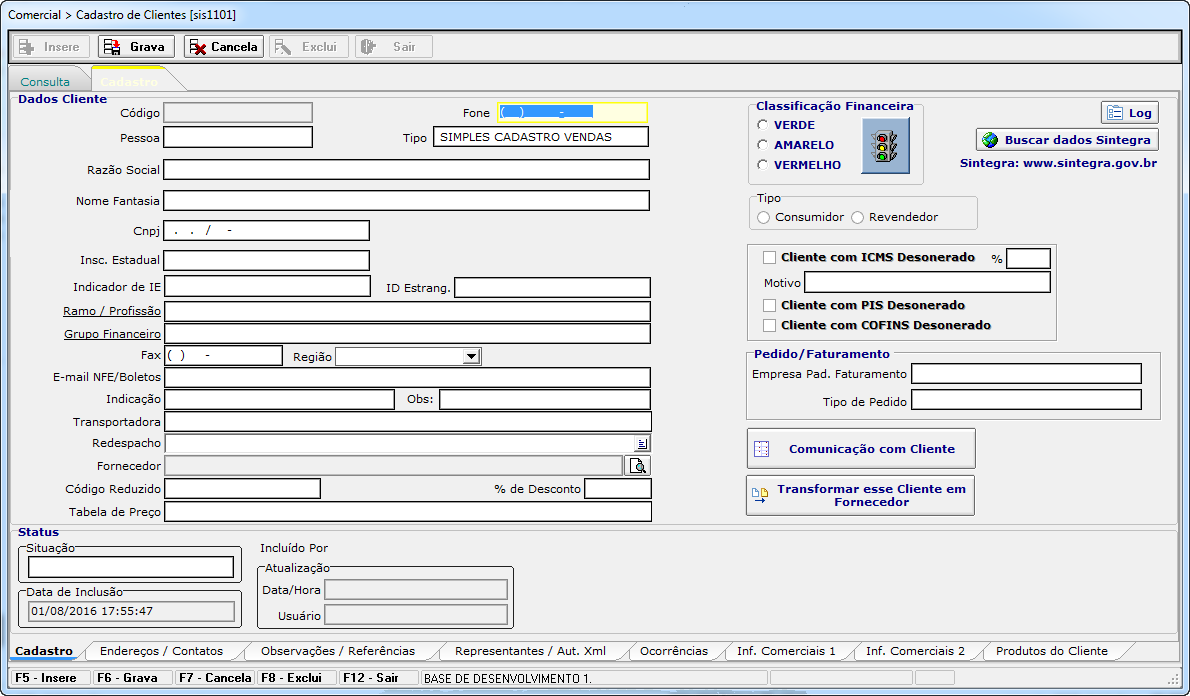 Comercial > Cadastro de Clientes [sis1101]
Insere Grava Cancela Exclui Sair
Consulta Cadastro
Dados Cliente
Código
Fone ( ) -
Pessoa
Tipo SIMPLES CADASTRO VENDAS
Razão Social
Nome Fantasia
Cnpj . . / -
Insc. Estadual
Indicador de IE
ID Estrang.
Ramo / Profissão
Grupo Financeiro
Fax ( ) -
Região
E-mail NFE/Boletos
Indicação
Obs:
Transportadora
Redespacho
Fornecedor
Código Reduzido
% de Desconto
Tabela de Preço
Classificação Financeira
VERDE
AMARELO
VERMELHO
Log
Buscar dados Sintegra
Sintegra: www.sintegra.gov.br
Tipo
Consumidor Revendedor
Cliente com ICMS Desonerado %
Motivo
Cliente com PIS Desonerado
Cliente com COFINS Desonerado
Pedido/Faturamento
Empresa Pad. Faturamento
Tipo de Pedido
Comunicação com Cliente
Transformar esse Cliente em
Fornecedor
Status
Situação
Data de Inclusão
01/08/2016 17:55:47
Incluído Por
Atualização
Data/Hora
Usuário
Cadastro Endereços / Contatos Observações / Referências Representantes / Aut. Xml Ocorrências Inf. Comerciais 1 Inf. Comerciais 2 Produtos do Cliente
F5 - Insere F6 - Grava F7 - Cancela F8 - Exclui F12 - Sair BASE DE DESENVOLVIMENTO 1.